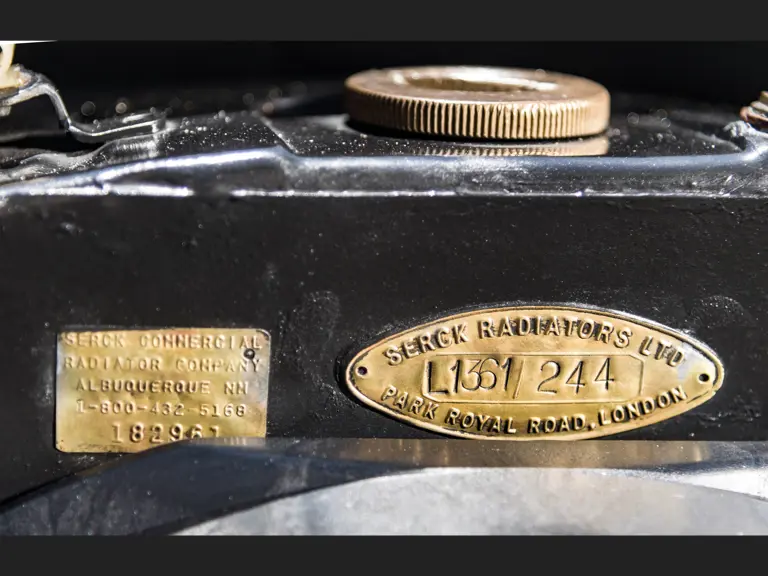 SERCK COMMERCIAL
RADIATOR COMPANY
ALBUQUERQUE NM
1-800-432-5168
182961
SERCK RADIATORS LTD
L1361/244
PARK ROYAL ROAD. LONDON